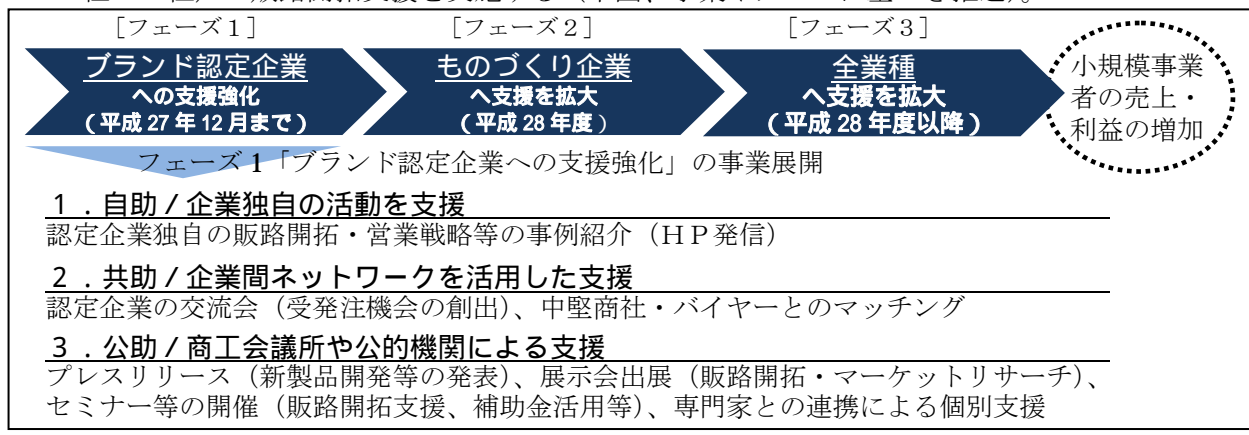 ［フェーズ１］ ［フェーズ２］ ［フェーズ３］
ブランド認定企業
への支援強化
（平成 27 年 12 月まで）
ものづくり企業
へ支援を拡大
（平成 28 年度）
全業種
へ支援を拡大
（平成 28 年度以降）
小規模事業
者の売上・
利益の増加
フェーズ 1「ブランド認定企業への支援強化」の事業展開
１．自助 / 企業独自の活動を支援
認定企業独自の販路開拓・営業戦略等の事例紹介（ＨＰ発信）
２．共助 / 企業間ネットワークを活用した支援
認定企業の交流会（受発注機会の創出）、中堅商社・バイヤーとのマッチング
３．公助 / 商工会議所や公的機関による支援
プレスリリース（新製品開発等の発表）、展示会出展（販路開拓・マーケットリサーチ）、
セミナー等の開催（販路開拓支援、補助金活用等）、専門家との連携による個別支援